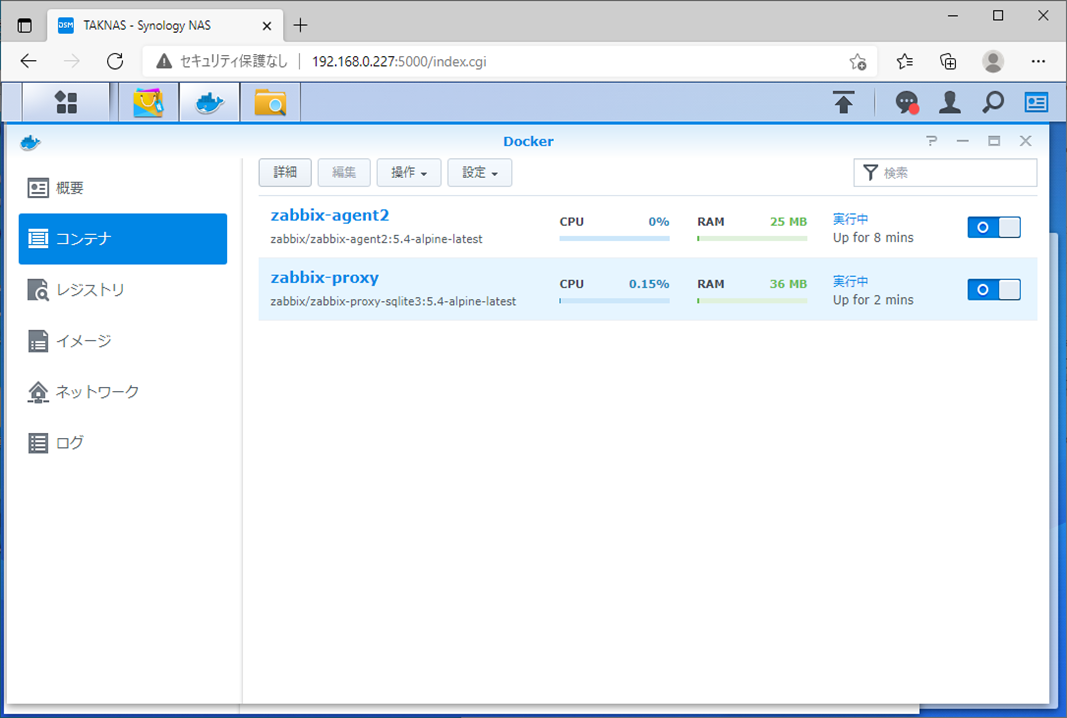 DSM TAKNAS - Synology NAS
セキュリティ保護なし 192.168.0.227:5000/index.cgi
Docker
概要
コンテナ
レジストリ
イメージ
ネットワーク
ログ
詳細 編集 操作 設定 検索
zabbix-agent2
zabbix/zabbix-agent2:5.4-alpine-latest
CPU 0% RAM 25 MB
実行中
Up for 8 mins
zabbix-proxy
zabbix/zabbix-proxy-sqlite3:5.4-alpine-latest
CPU 0.15% RAM 36 MB
実行中
Up for 2 mins